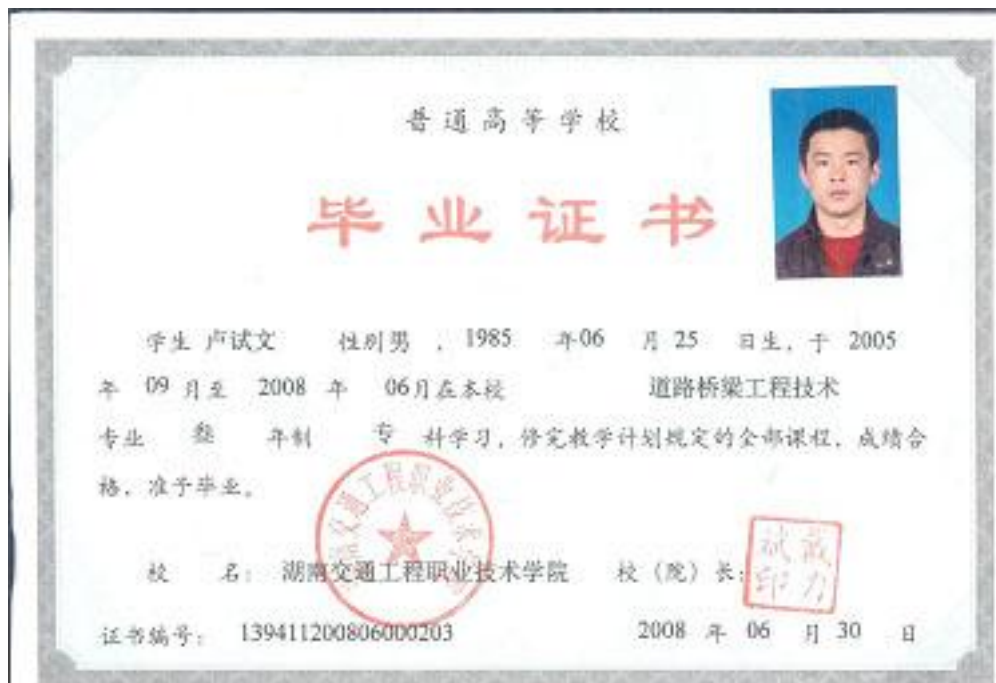 普通高等学校
毕业证书
学生 卢试文 性别男 , 1985 年06 月 25 日生, 于 2005
年 09 月至 2008 年 06月在本校 道路桥梁工程技术
专业 叁 年制 专 科学习, 修完教学计划规定的全部课程, 成绩合
格, 准予毕业。
校 名: 湖南交通工程职业技术学院 校(院)长:
证书编号: 139411200806000203 2008 年 06 月 30 日